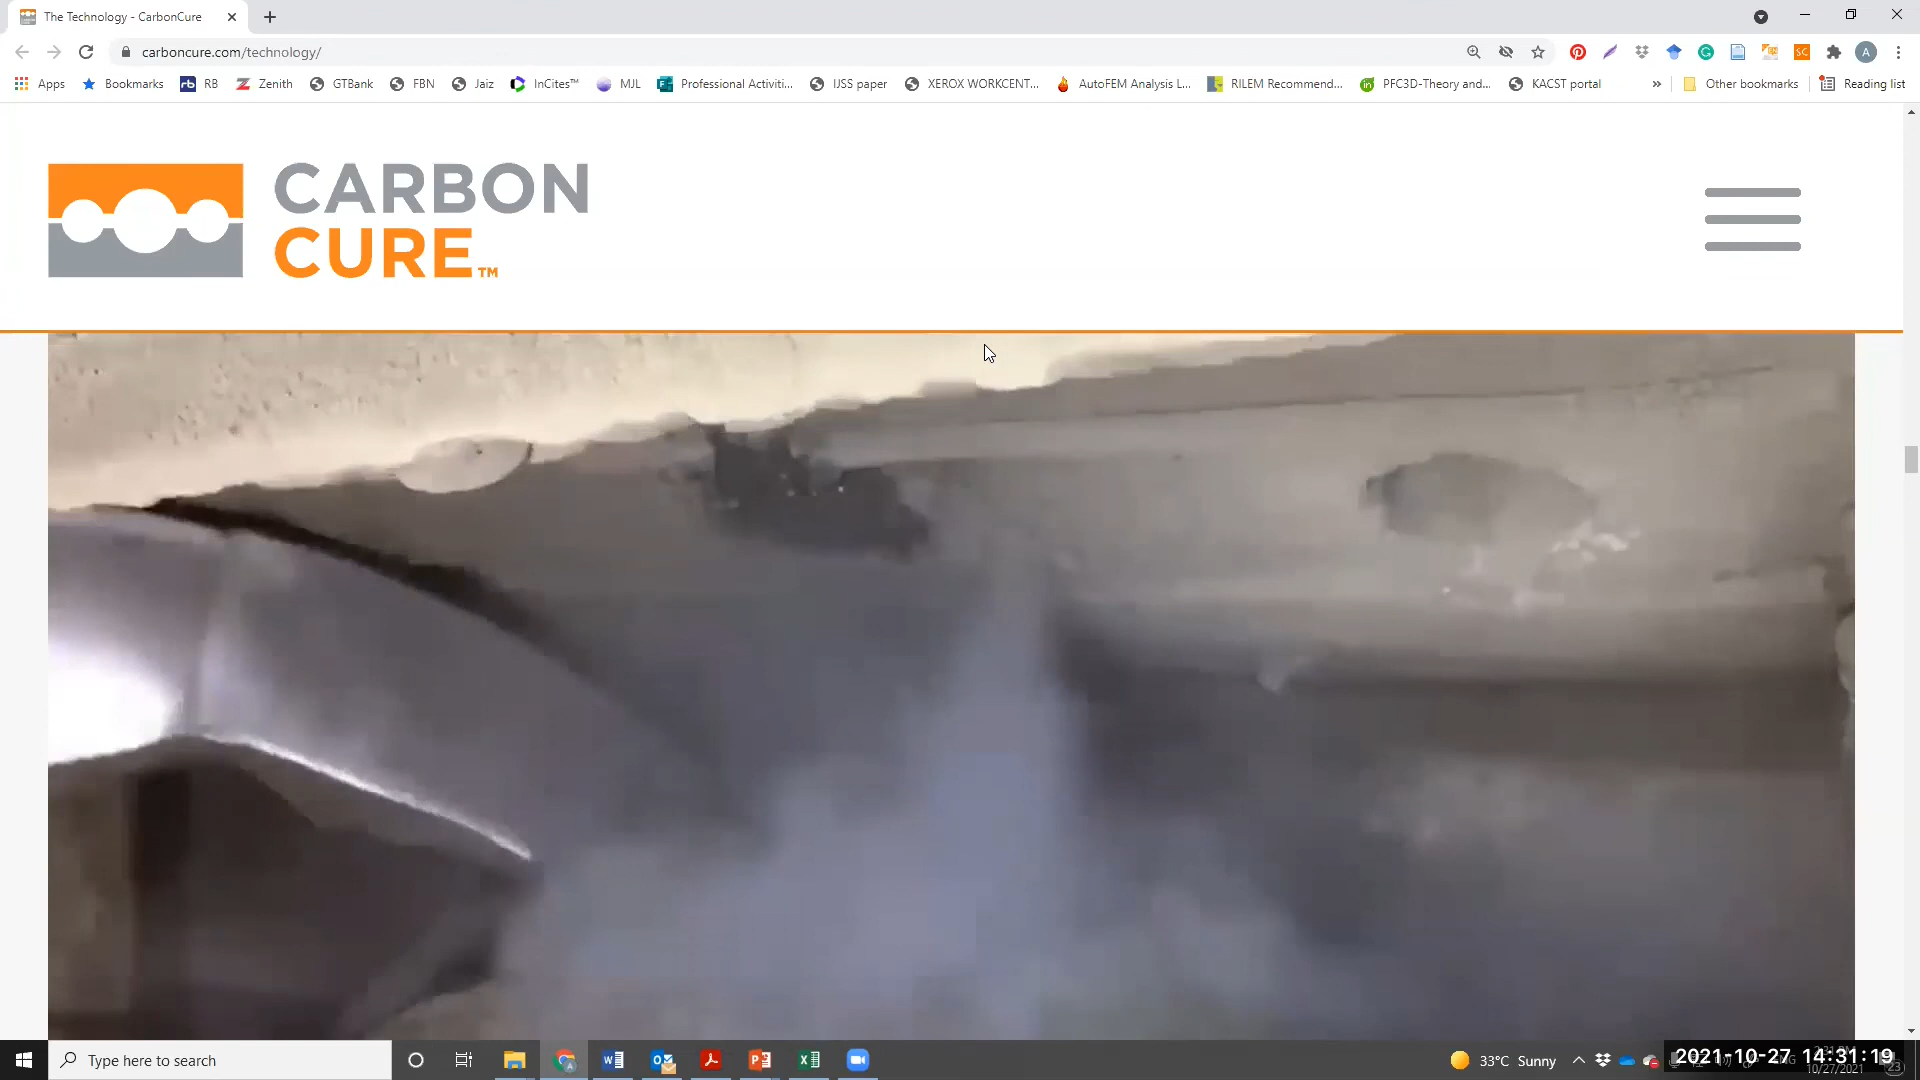 The Technology - CarbonCure
carboncure.com/technology/
Apps Bookmarks RB Zenith GTBank FBN Jaiz InCites™ MJL Professional Activiti... IJSS paper XEROX WORKCENT... AutoFEM Analysis L... RILEM Recommend... PFC3D-Theory and... KACST portal » Other bookmarks Reading list
CARBON
CURE™
Type here to search
33°C Sunny
2021-10-27 14:31:19
10/27/2021